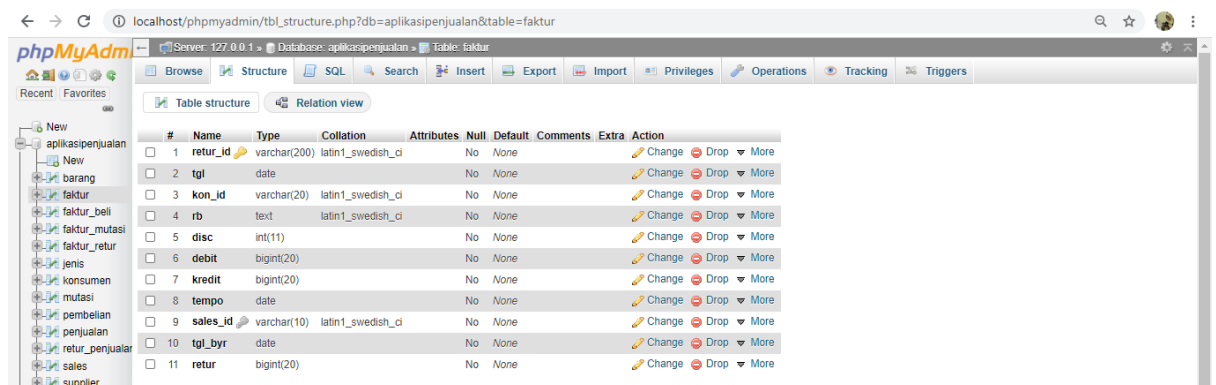 localhost/phpmyadmin/tbl_structure.php?db=aplikasipenjualan&table=faktur
phpMyAdm
Recent Favorites
New
aplikasipenjualan
New
barang
faktur
faktur_beli
faktur_mutasi
faktur_retur
jenis
konsumen
mutasi
pembelian
penjualan
retur_penjualan
sales
supplier
Server: 127.0.0.1 » Database: aplikasipenjualan » Table: faktur
Browse Structure SQL Search Insert Export Import Privileges Operations Tracking Triggers
Table structure Relation view
# Name Type Collation Attributes Null Default Comments Extra Action
1 retur_id varchar(200) latin1_swedish_ci No None Change Drop More
2 tgl date No None Change Drop More
3 kon_id varchar(20) latin1_swedish_ci No None Change Drop More
4 rb text latin1_swedish_ci No None Change Drop More
5 disc int(11) No None Change Drop More
6 debit bigint(20) No None Change Drop More
7 kredit bigint(20) No None Change Drop More
8 tempo date No None Change Drop More
9 sales_id varchar(10) latin1_swedish_ci No None Change Drop More
10 tgl_byr date No None Change Drop More
11 retur bigint(20) No None Change Drop More